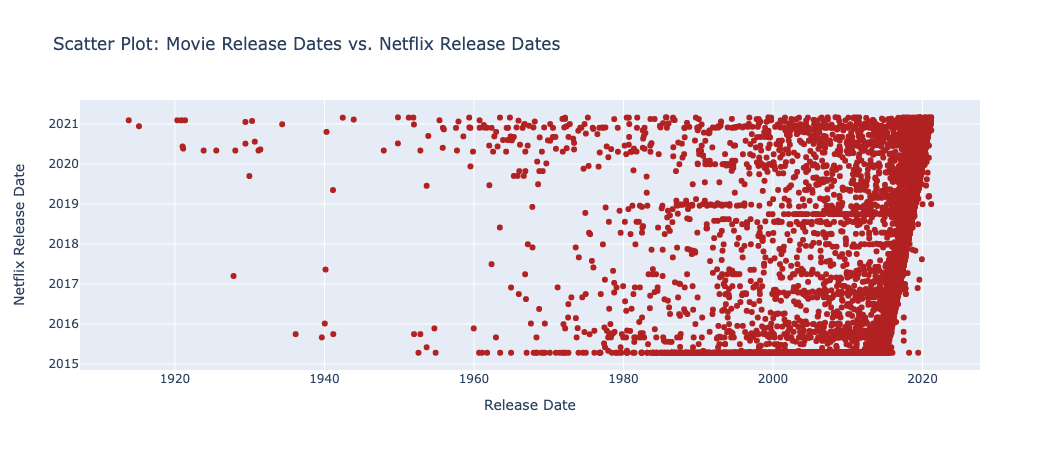 Scatter Plot: Movie Release Dates vs. Netflix Release Dates
Netflix Release Date
2021
2020
2019
2018
2017
2016
2015
1920 1940 1960 1980 2000 2020
Release Date